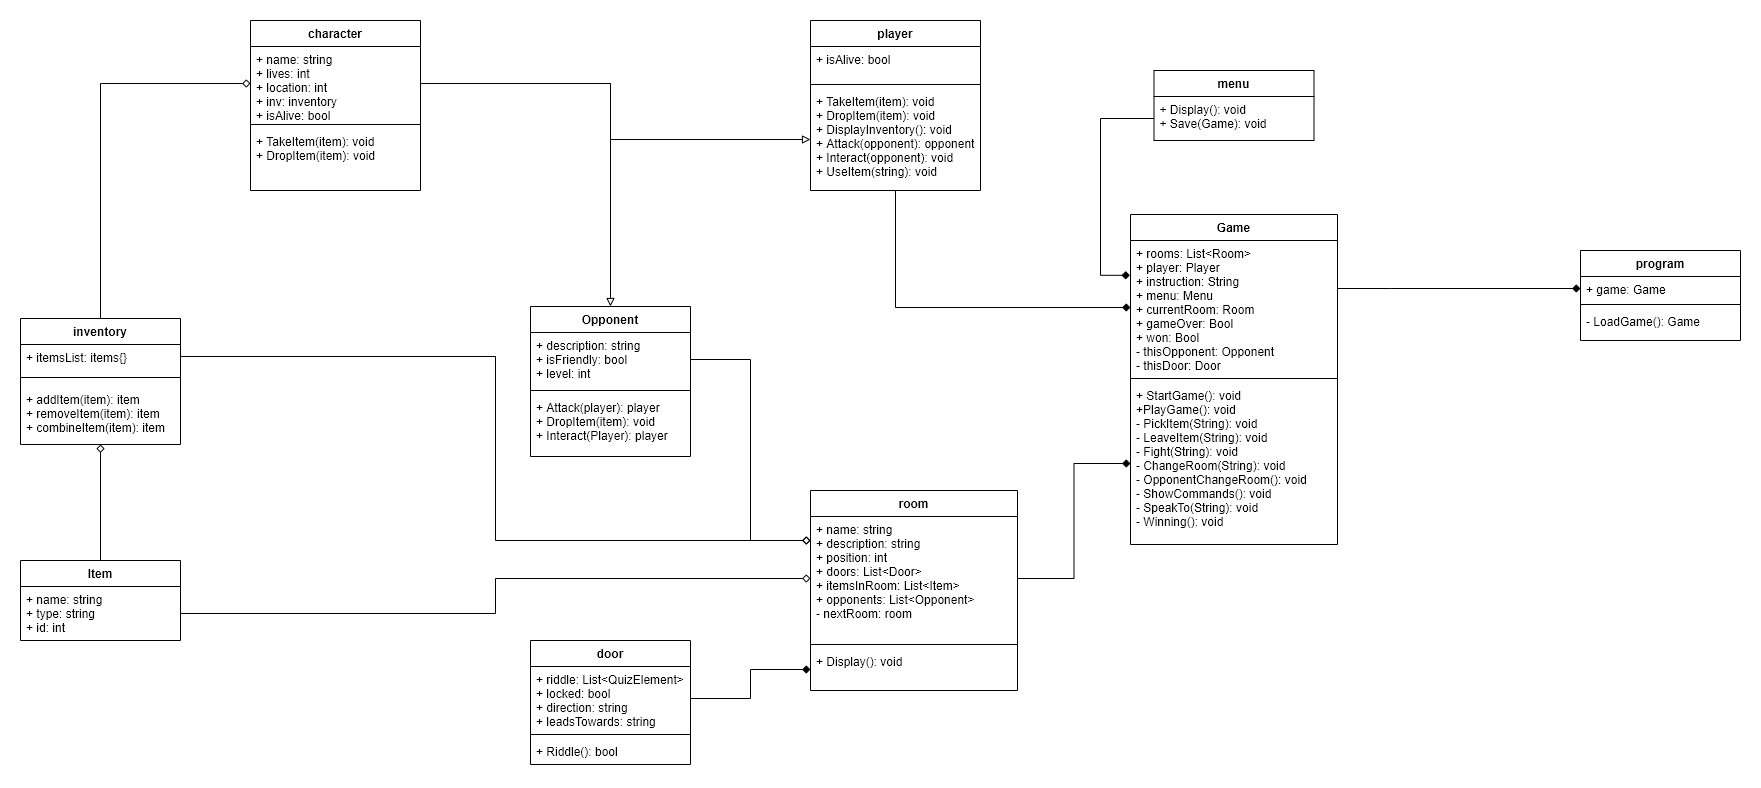 character
+ name: string
+ lives: int
+ location: int
+ inv: inventory
+ isAlive: bool
+ TakeItem(item): void
+ DropItem(item): void
player
+ isAlive: bool
+ TakeItem(item): void
+ DropItem(item): void
+ DisplayInventory(): void
+ Attack(opponent): opponent
+ Interact(opponent): void
+ UseItem(string): void
menu
+ Display(): void
+ Save(Game): void
Game
+ rooms: List<Room>
+ player: Player
+ instruction: String
+ menu: Menu
+ currentRoom: Room
+ gameOver: Bool
+ won: Bool
- thisOpponent: Opponent
- thisDoor: Door
+ StartGame(): void
+PlayGame(): void
- PickItem(String): void
- LeaveItem(String): void
- Fight(String): void
- ChangeRoom(String): void
- OpponentChangeRoom(): void
- ShowCommands(): void
- SpeakTo(String): void
- Winning(): void
program
+ game: Game
- LoadGame(): Game
inventory
+ itemsList: items{}
+ addItem(item): item
+ removeItem(item): item
+ combineItem(item): item
Opponent
+ description: string
+ isFriendly: bool
+ level: int
+ Attack(player): player
+ DropItem(item): void
+ Interact(Player): player
room
+ name: string
+ description: string
+ position: int
+ doors: List<Door>
+ itemsInRoom: List<Item>
+ opponents: List<Opponent>
- nextRoom: room
+ Display(): void
Item
+ name: string
+ type: string
+ id: int
door
+ riddle: List<QuizElement>
+ locked: bool
+ direction: string
+ leadsTowards: string
+ Riddle(): bool